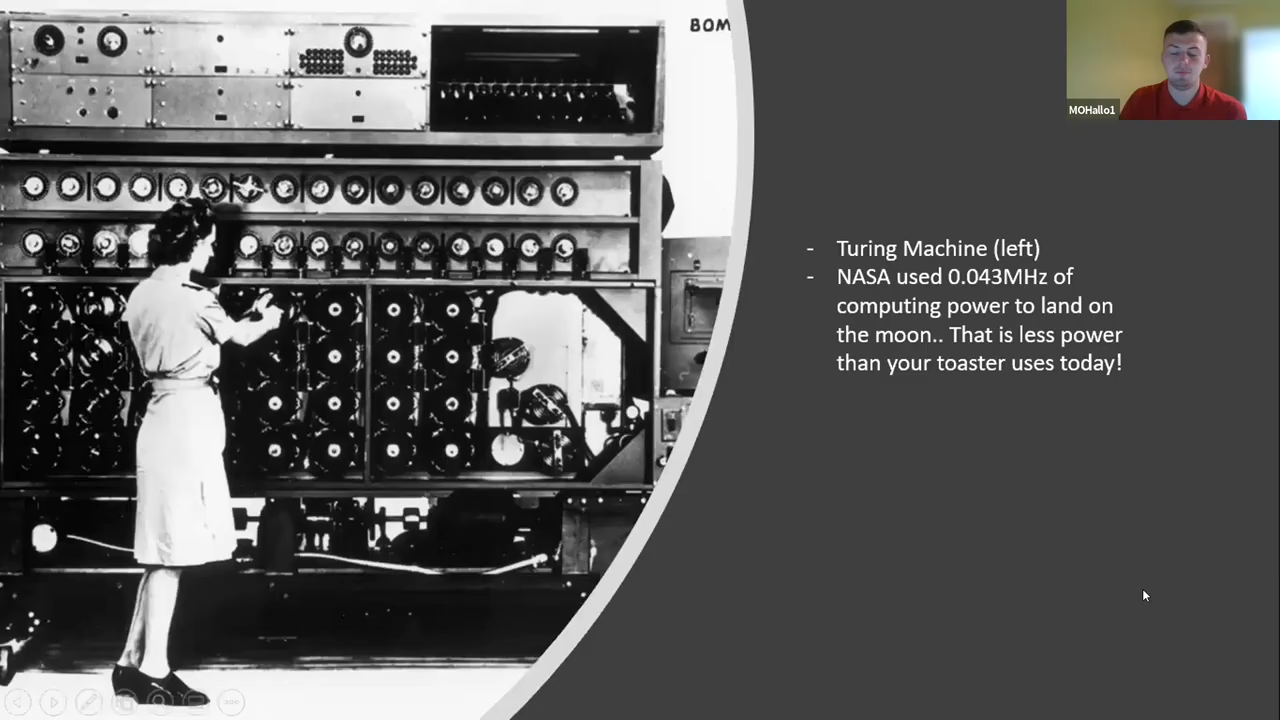 BOM
MOHallo1
- Turing Machine (left)
- NASA used 0.043MHz of
computing power to land on
the moon.. That is less power
than your toaster uses today!